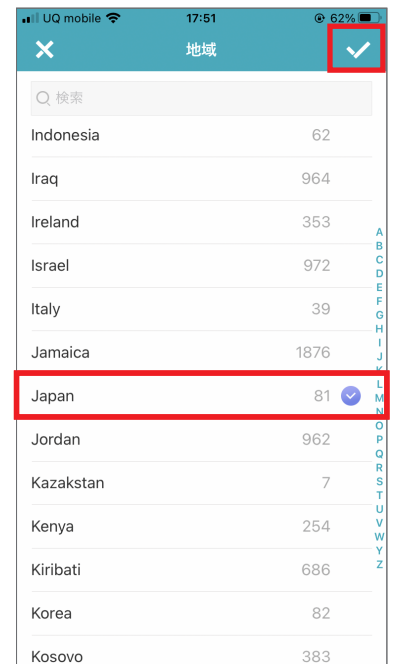 UQ mobile 17:51 62%
地域
検索
Indonesia 62
Iraq 964
Ireland 353
Israel 972
Italy 39
Jamaica 1876
Japan 81
Jordan 962
Kazakstan 7
Kenya 254
Kiribati 686
Korea 82
Kosovo 383
A
B
C
D
E
F
G
H
I
J
K
L
M
N
O
P
Q
R
S
T
U
V
W
Y
Z